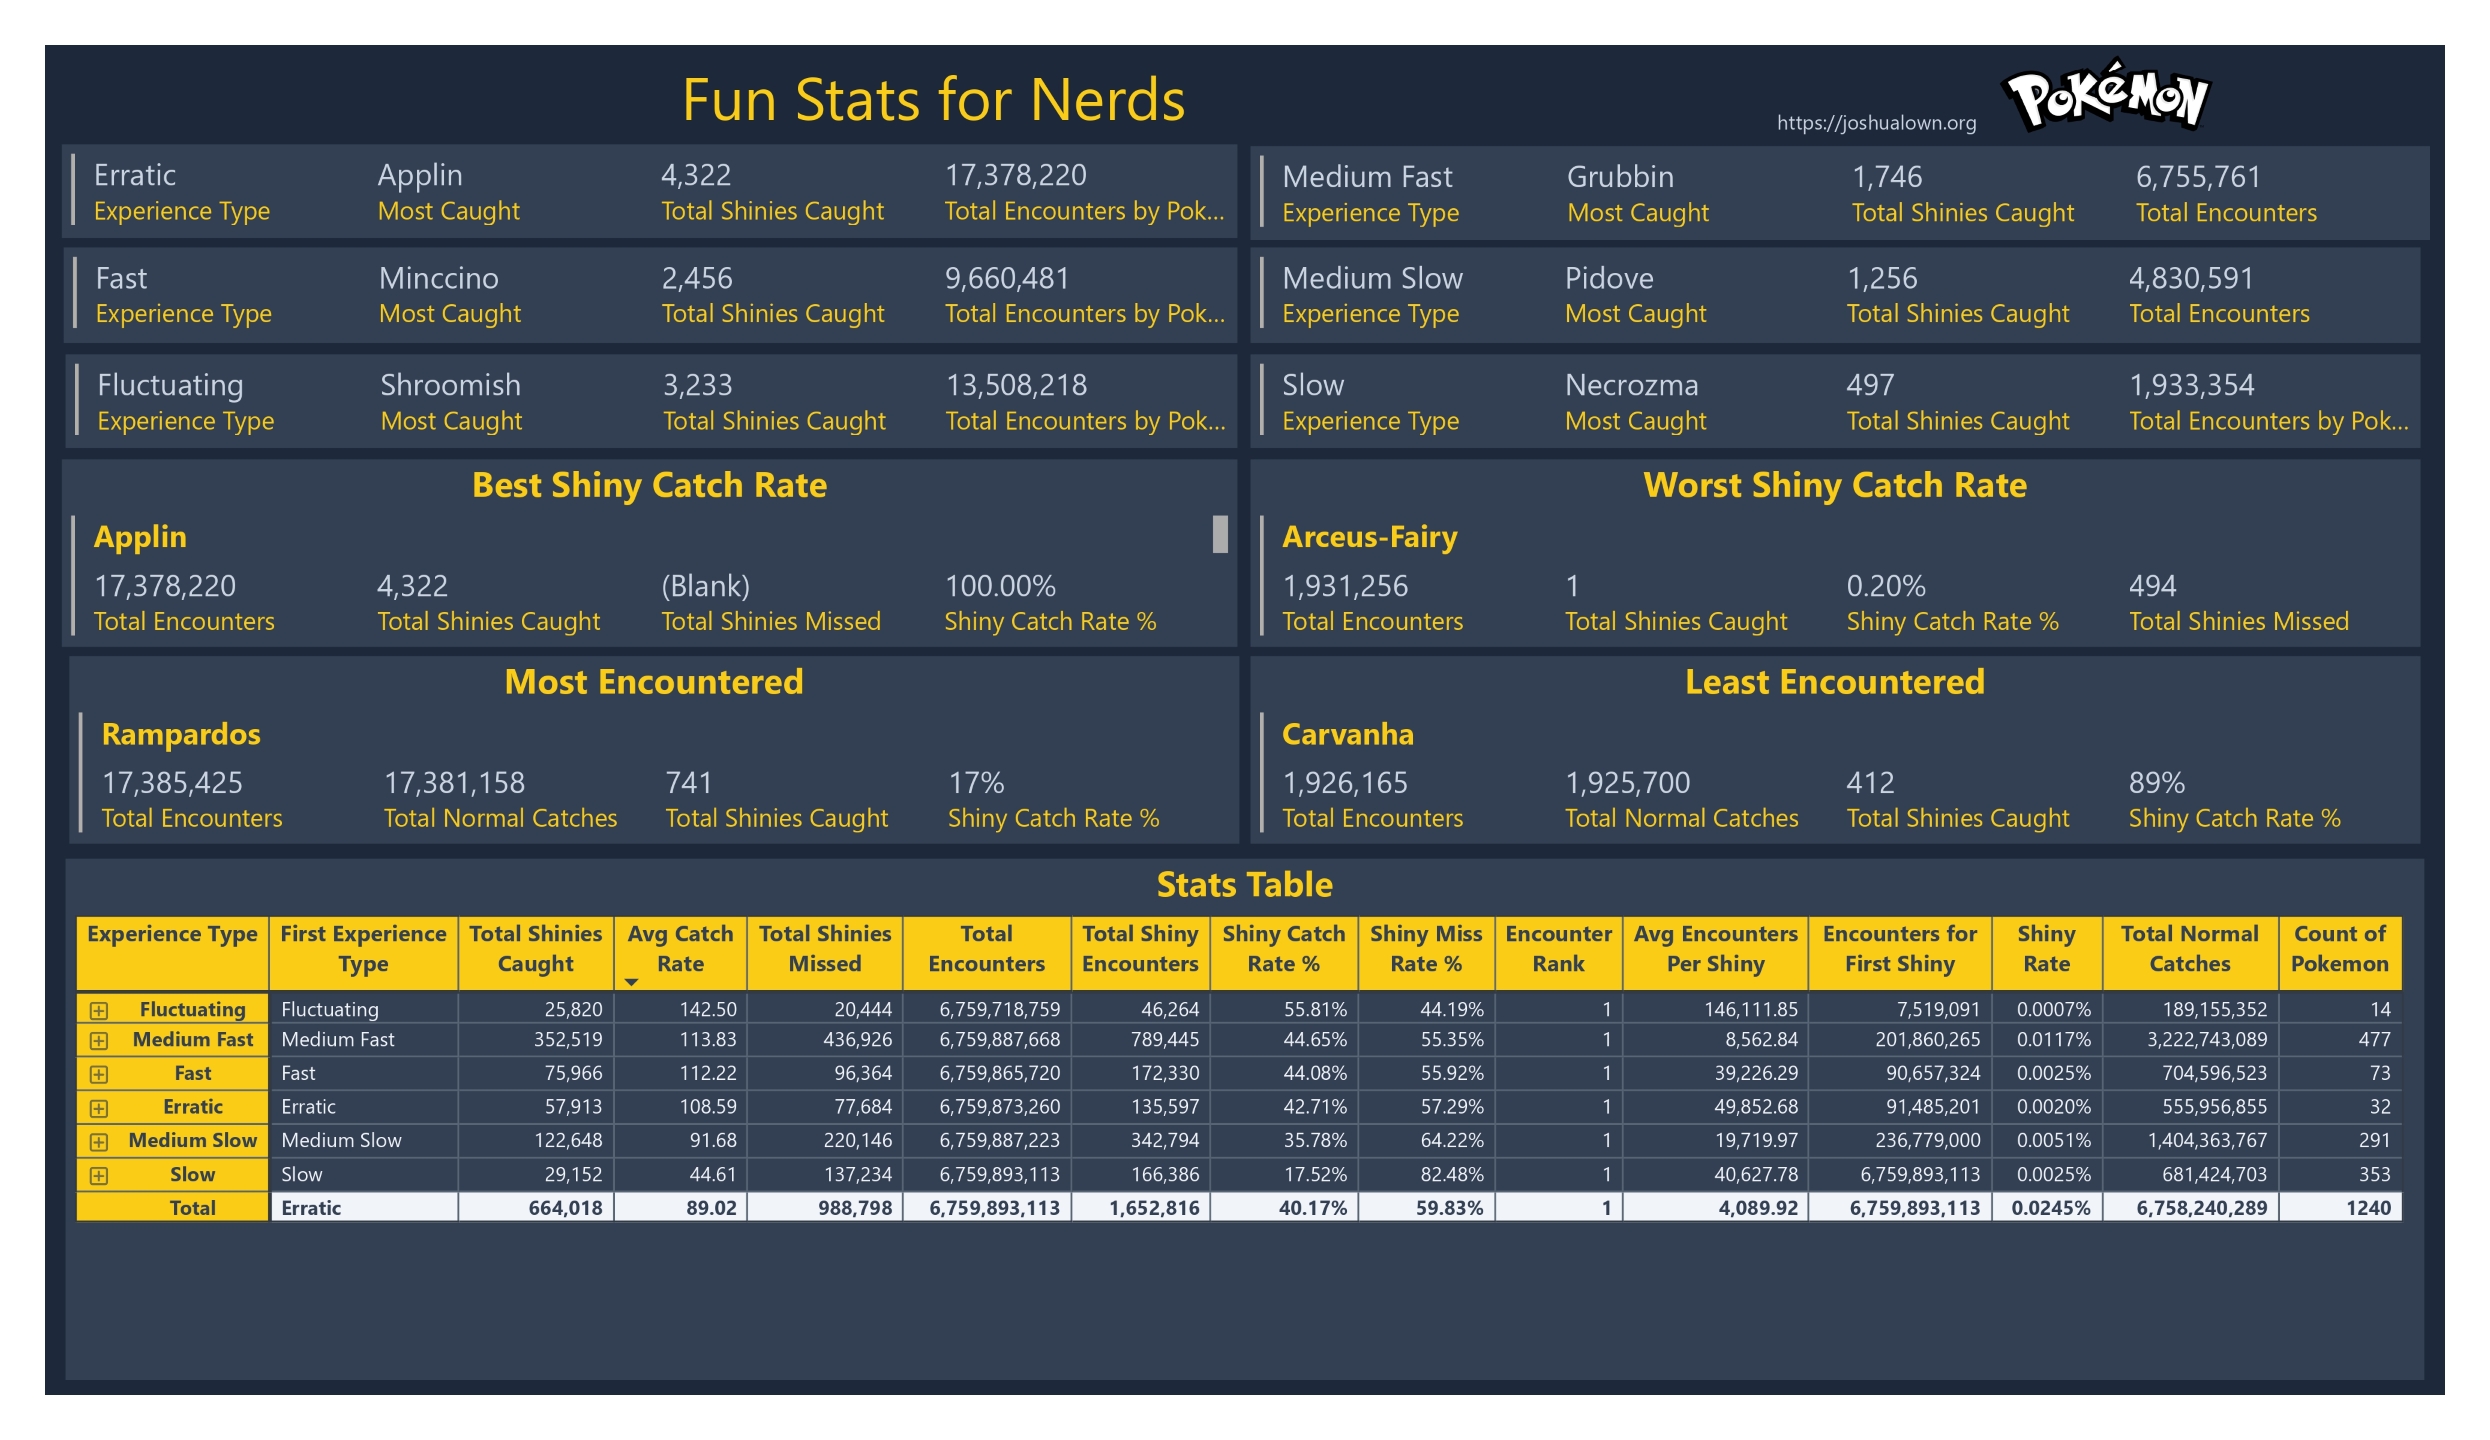 Fun Stats for Nerds
https://joshualown.org
Pokémon
Erratic Applin 4,322 17,378,220
Experience Type Most Caught Total Shinies Caught Total Encounters by Pok...
Medium Fast Grubbin 1,746 6,755,761
Experience Type Most Caught Total Shinies Caught Total Encounters
Fast Minccino 2,456 9,660,481
Experience Type Most Caught Total Shinies Caught Total Encounters by Pok...
Medium Slow Pidove 1,256 4,830,591
Experience Type Most Caught Total Shinies Caught Total Encounters
Fluctuating Shroomish 3,233 13,508,218
Experience Type Most Caught Total Shinies Caught Total Encounters by Pok...
Slow Necrozma 497 1,933,354
Experience Type Most Caught Total Shinies Caught Total Encounters by Pok...
Best Shiny Catch Rate
Applin
17,378,220 4,322 (Blank) 100.00%
Total Encounters Total Shinies Caught Total Shinies Missed Shiny Catch Rate %
Worst Shiny Catch Rate
Arceus-Fairy
1,931,256 1 0.20% 494
Total Encounters Total Shinies Caught Shiny Catch Rate % Total Shinies Missed
Most Encountered
Rampardos
17,385,425 17,381,158 741 17%
Total Encounters Total Normal Catches Total Shinies Caught Shiny Catch Rate %
Least Encountered
Carvanha
1,926,165 1,925,700 412 89%
Total Encounters Total Normal Catches Total Shinies Caught Shiny Catch Rate %
Stats Table
Experience Type First Experience Total Shinies Avg Catch Total Shinies Total Total Shiny Shiny Catch Shiny Miss Encounter Avg Encounters Encounters for Shiny Total Normal Count of
Type Caught Rate Missed Encounters Encounters Rate % Rate % Rank Per Shiny First Shiny Rate Catches Pokemon
Fluctuating Fluctuating 25,820 142.50 20,444 6,759,718,759 46,264 55.81% 44.19% 1 146,111.85 7,519,091 0.0007% 189,155,352 14
Medium Fast Medium Fast 352,519 113.83 436,926 6,759,887,668 789,445 44.65% 55.35% 1 8,562.84 201,860,265 0.0117% 3,222,743,089 477
Fast Fast 75,966 112.22 96,364 6,759,865,720 172,330 44.08% 55.92% 1 39,226.29 90,657,324 0.0025% 704,596,523 73
Erratic Erratic 57,913 108.59 77,684 6,759,873,260 135,597 42.71% 57.29% 1 49,852.68 91,485,201 0.0020% 555,956,855 32
Medium Slow Medium Slow 122,648 91.68 220,146 6,759,887,223 342,794 35.78% 64.22% 1 19,719.97 236,779,000 0.0051% 1,404,363,767 291
Slow Slow 29,152 44.61 137,234 6,759,893,113 166,386 17.52% 82.48% 1 40,627.78 6,759,893,113 0.0025% 681,424,703 353
Total Erratic 664,018 89.02 988,798 6,759,893,113 1,652,816 40.17% 59.83% 1 4,089.92 6,759,893,113 0.0245% 6,758,240,289 1240